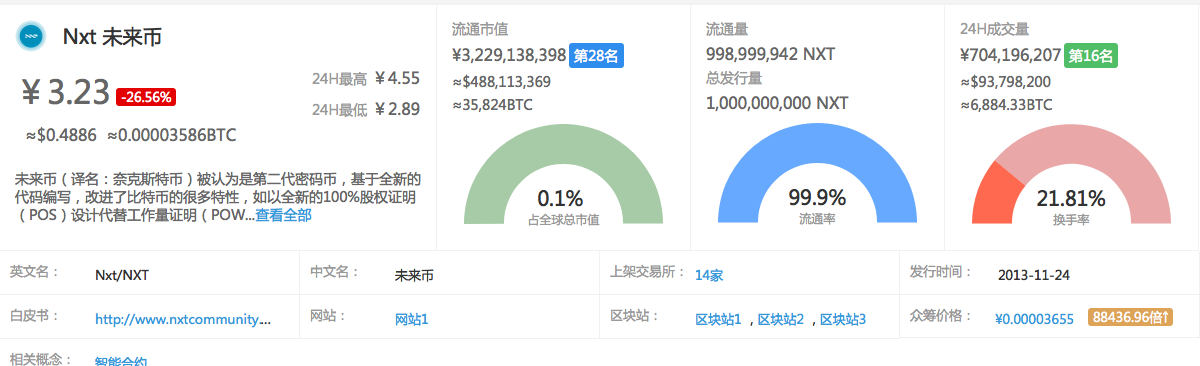 Nxt 未来币
¥ 3.23 -26.56%
24H最高 ¥ 4.55
24H最低 ¥ 2.89
≈$0.4886 ≈0.00003586BTC
未来币（译名：奈克斯特币）被认为是第二代密码币，基于全新的
代码编写，改进了比特币的很多特性，如以全新的100%股权证明
（POS）设计代替工作量证明（POW...查看全部
流通市值
¥3,229,138,398 第28名
≈$488,113,369
≈35,824BTC
0.1%
占全球总市值
流通量
998,999,942 NXT
总发行量
1,000,000,000 NXT
99.9%
流通率
24H成交量
¥704,196,207 第16名
≈$93,798,200
≈6,884.33BTC
21.81%
换手率
英文名： Nxt/NXT 中文名： 未来币 上架交易所： 14家 发行时间： 2013-11-24
白皮书： http://www.nxtcommunity.... 网站： 网站1 区块站： 区块站1 ，区块站2 ，区块站3 众筹价格： ¥0.00003655 88436.96倍↑
相关概念： 智能合约